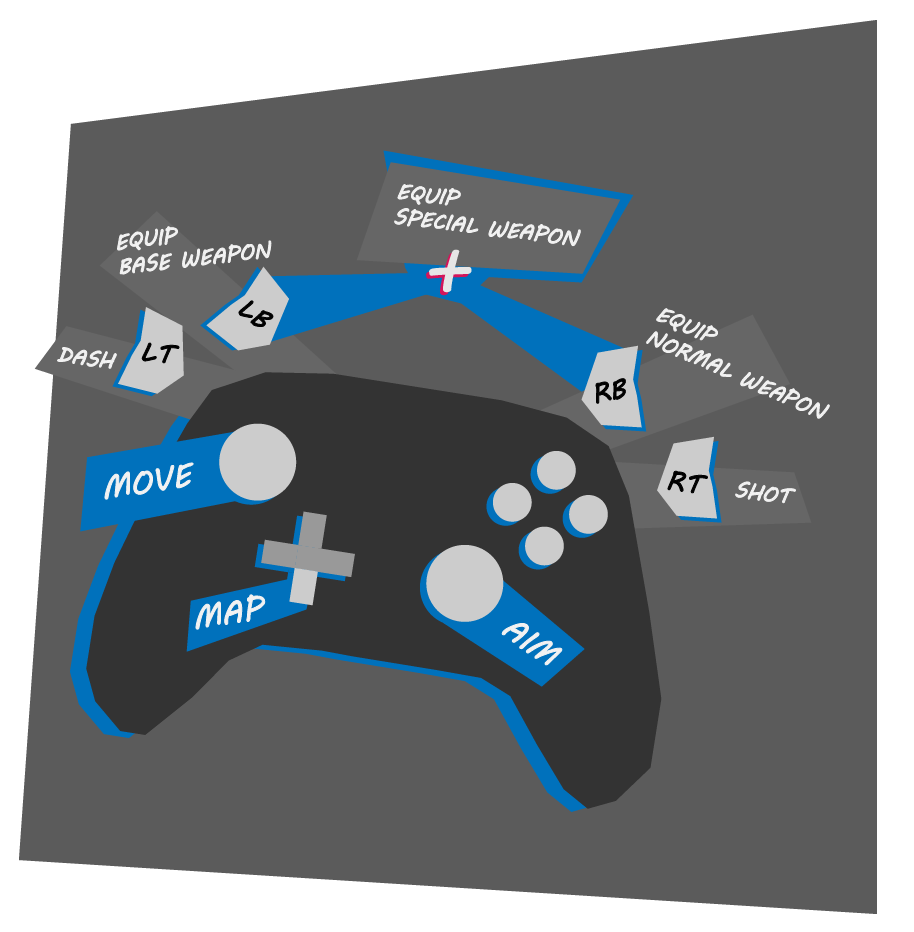 EQUIP
SPECIAL WEAPON
+
EQUIP
BASE WEAPON
LB
DASH
LT
EQUIP
NORMAL WEAPON
RB
RT
SHOT
MOVE
MAP
AIM